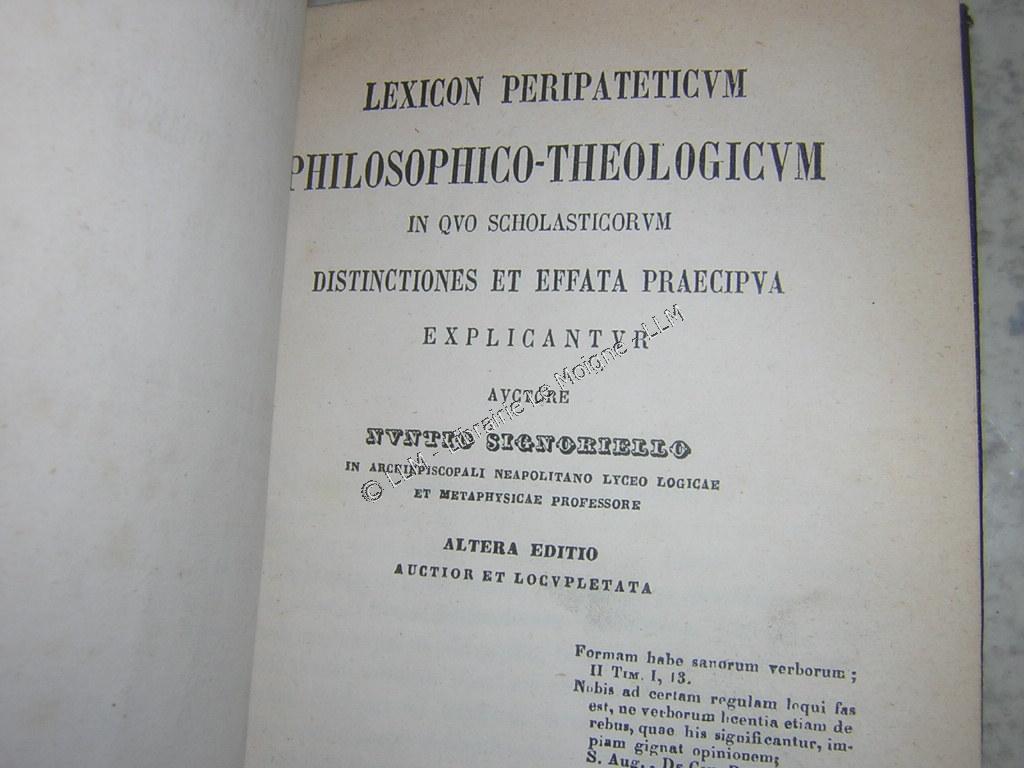 LEXICON PERIPATETICVM
PHILOSOPHICO-THEOLOGICVM
IN QVO SCHOLASTICORVM
DISTINCTIONES ET EFFATA PRAECIPVA
EXPLICANTVR
AVCTORE
NVNTIO SIGNORIELLO
IN ARCHIEPISCOPALI NEAPOLITANO LYCEO LOGICAE
ET METAPHYSICAE PROFESSORE
ALTERA EDITIO
AUCTIOR ET LOCVPLETATA
Formam habe sanorum verborum;
II Tim. I, 13.
Nobis ad certam regulam loqui fas
est, ne verborum licentia etiam de
rebus, quae his significantur, im-
piam gignat opinionem;
S. Aug., De
© LLM - Librairie Le Moigne - LLM